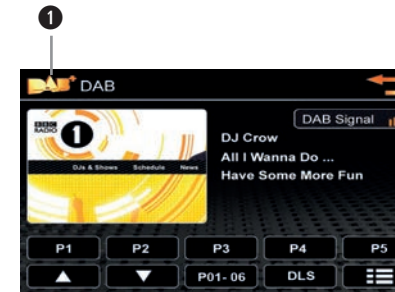 1
DAB+ DAB
DAB Signal
BBC
RADIO
1
DJs & Shows Schedule News
DJ Crow
All I Wanna Do ...
Have Some More Fun
P1 P2 P3 P4 P5
P01- 06 DLS